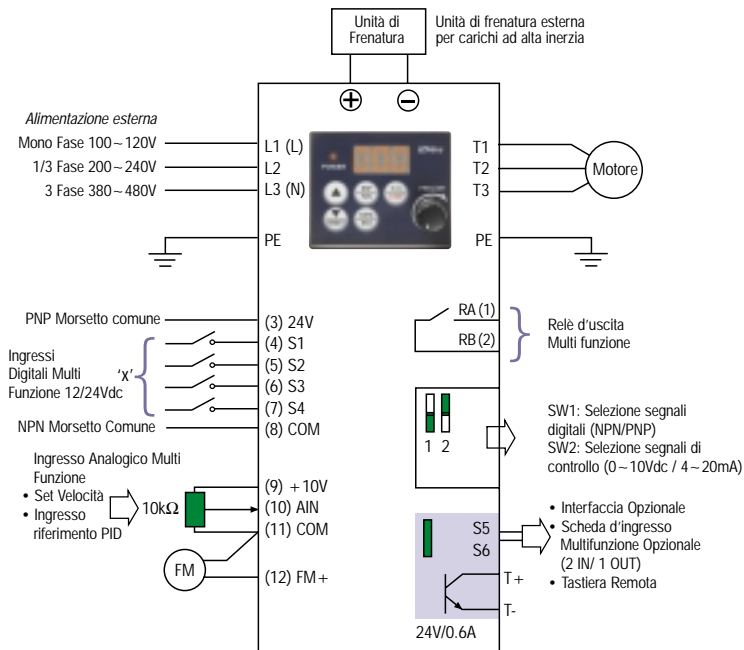 Unità di
Frenatura
Unità di frenatura esterna
per carichi ad alta inerzia
+
−
Alimentazione esterna
Mono Fase 100~120V
1/3 Fase 200~240V
3 Fase 380~480V
L1 (L)
L2
L3 (N)
PE
POWER
T1
T2
T3
PE
Motore
PNP Morsetto comune
Ingressi
Digitali Multi
Funzione 12/24Vdc
'x'
NPN Morsetto Comune
(3) 24V
(4) S1
(5) S2
(6) S3
(7) S4
(8) COM
RA (1)
RB (2)
Relè d'uscita
Multi funzione
1 2
SW1: Selezione segnali
digitali (NPN/PNP)
SW2: Selezione segnali di
controllo (0~10Vdc / 4~20mA)
Ingresso Analogico Multi
Funzione
• Set Velocità
• Ingresso
riferimento PID
10kΩ
(9) +10V
(10) AIN
(11) COM
(12) FM+
FM
S5
S6
T+
T-
24V/0.6A
• Interfaccia Opzionale
• Scheda d'ingresso
Multifunzione Opzionale
(2 IN/ 1 OUT)
• Tastiera Remota